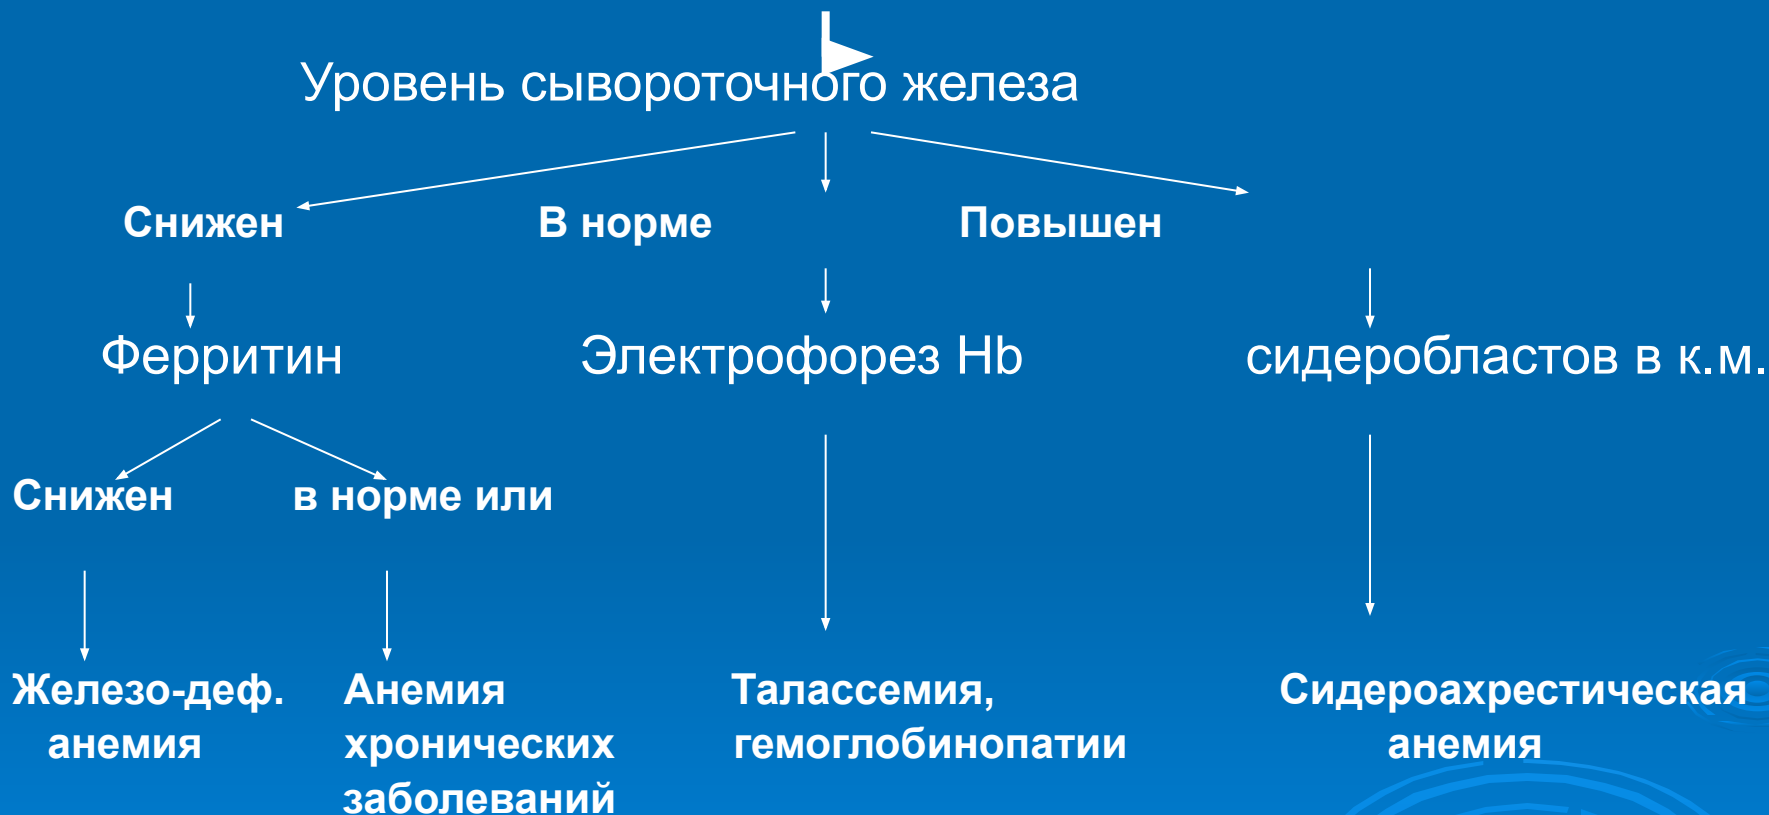 Уровень сывороточного железа
Снижен В норме Повышен
Ферритин Электрофорез Hb сидеробластов в к.м.
Снижен в норме или
Железо-деф. Анемия Талассемия, Сидероахрестическая
анемия хронических гемоглобинопатии анемия
заболеваний